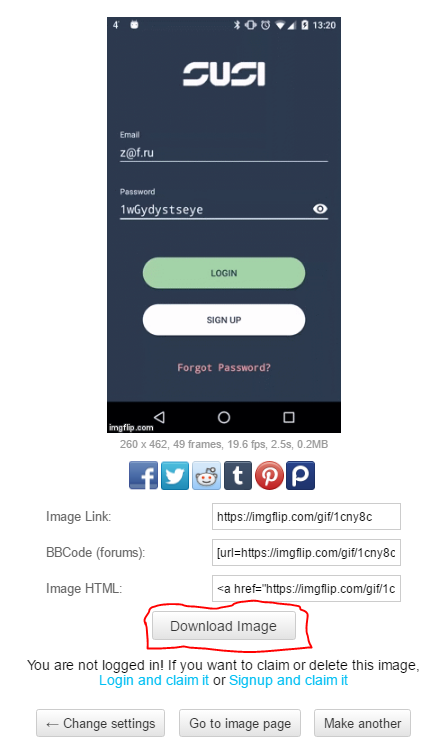 4 13:20
SUSI
Email
z@f.ru
Password
1wGydystseye
LOGIN
SIGN UP
Forgot Password?
imgflip.com
260 x 462, 49 frames, 19.6 fps, 2.5s, 0.2MB
Image Link: https://imgflip.com/gif/1cny8c
BBCode (forums): [url=https://imgflip.com/gif/1cny8c
Image HTML: <a href="https://imgflip.com/gif/1c
Download Image
You are not logged in! If you want to claim or delete this image,
Login and claim it or Signup and claim it
← Change settings Go to image page Make another